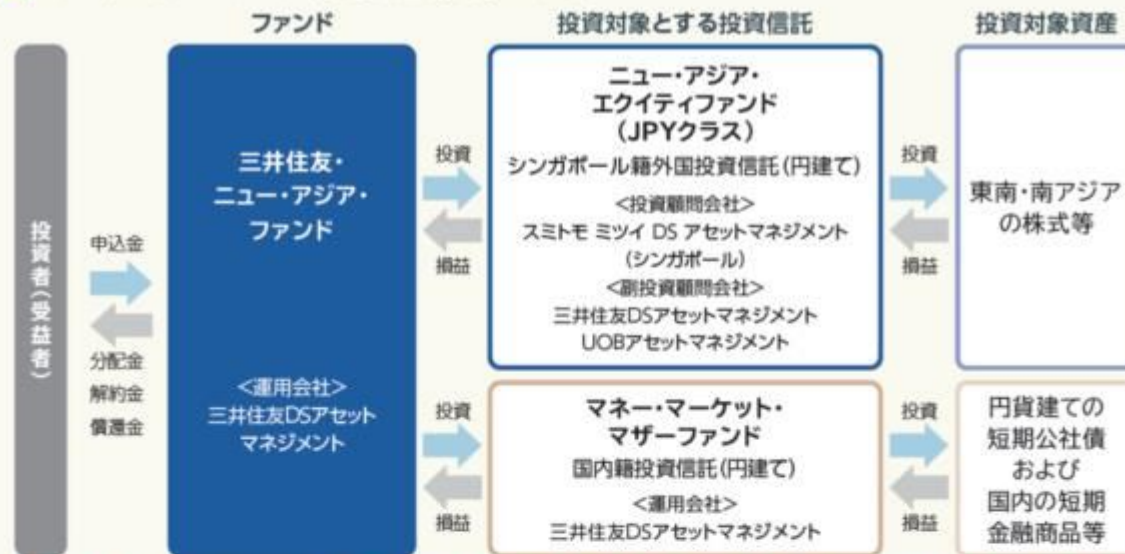 ファンド
投資対象とする投資信託
投資対象資産
投資者(受益者)
申込金
分配金
解約金
償還金
三井住友・
ニュー・アジア・
ファンド
<運用会社>
三井住友DSアセット
マネジメント
投資
損益
ニュー・アジア・
エクイティファンド
(JPYクラス)
シンガポール籍外国投資信託(円建て)
<投資顧問会社>
スミトモ ミツイ DS アセットマネジメント
(シンガポール)
<副投資顧問会社>
三井住友DSアセットマネジメント
UOBアセットマネジメント
投資
損益
東南・南アジア
の株式等
投資
損益
マネー・マーケット・
マザーファンド
国内籍投資信託(円建て)
<運用会社>
三井住友DSアセットマネジメント
投資
損益
円貨建ての
短期公社債
および
国内の短期
金融商品等